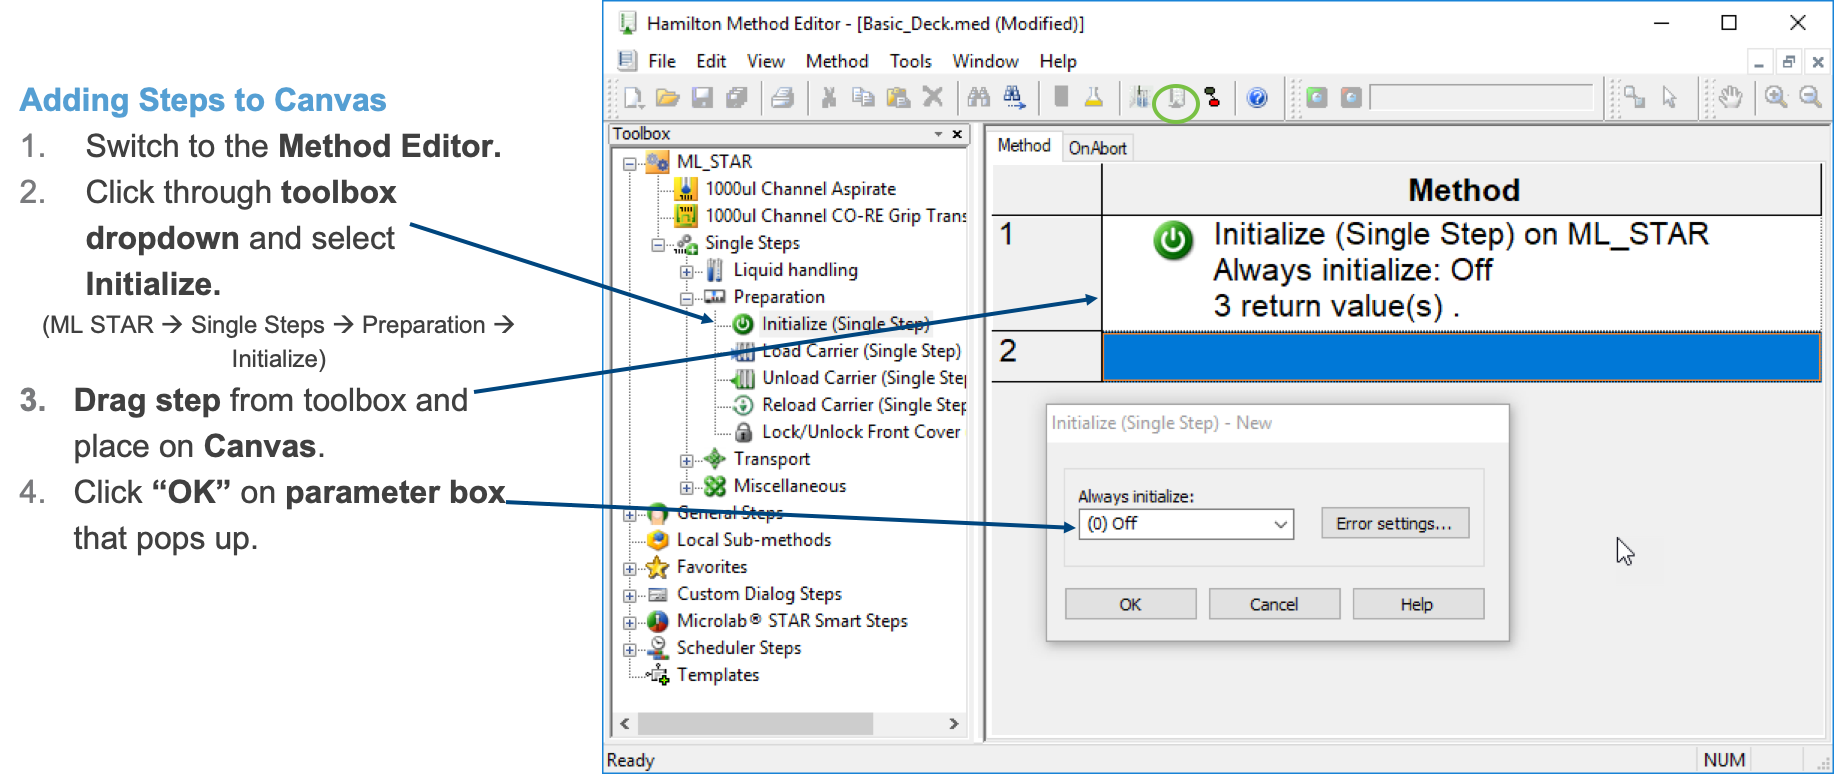 Adding Steps to Canvas
1. Switch to the Method Editor.
2. Click through toolbox
dropdown and select
Initialize.
(ML STAR → Single Steps → Preparation →
Initialize)
3. Drag step from toolbox and
place on Canvas.
4. Click “OK” on parameter box
that pops up.
Hamilton Method Editor - [Basic_Deck.med (Modified)]
File Edit View Method Tools Window Help
Toolbox
ML_STAR
1000ul Channel Aspirate
1000ul Channel CO-RE Grip Trans
Single Steps
Liquid handling
Preparation
Initialize (Single Step)
Load Carrier (Single Step)
Unload Carrier (Single Step
Reload Carrier (Single Step
Lock/Unlock Front Cover
Transport
Miscellaneous
General Steps
Local Sub-methods
Favorites
Custom Dialog Steps
Microlab® STAR Smart Steps
Scheduler Steps
Templates
Method OnAbort
Method
1 Initialize (Single Step) on ML_STAR
Always initialize: Off
3 return value(s) .
2
Initialize (Single Step) - New
Always initialize:
(0) Off Error settings...
OK Cancel Help
Ready NUM